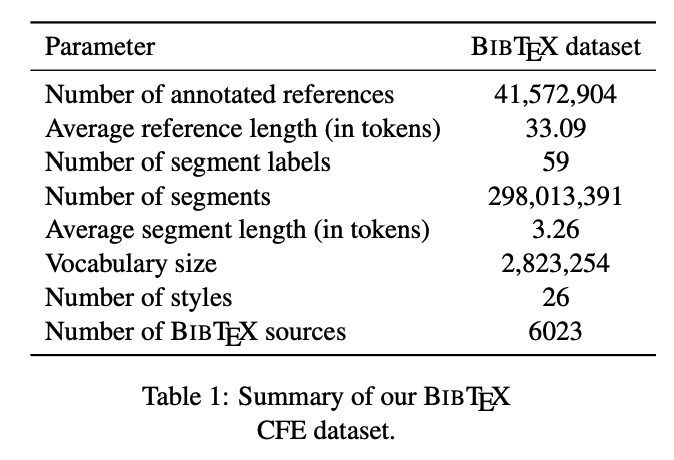 Parameter BIBTEX dataset
Number of annotated references 41,572,904
Average reference length (in tokens) 33.09
Number of segment labels 59
Number of segments 298,013,391
Average segment length (in tokens) 3.26
Vocabulary size 2,823,254
Number of styles 26
Number of BIBTEX sources 6023
Table 1: Summary of our BIBTEX
CFE dataset.